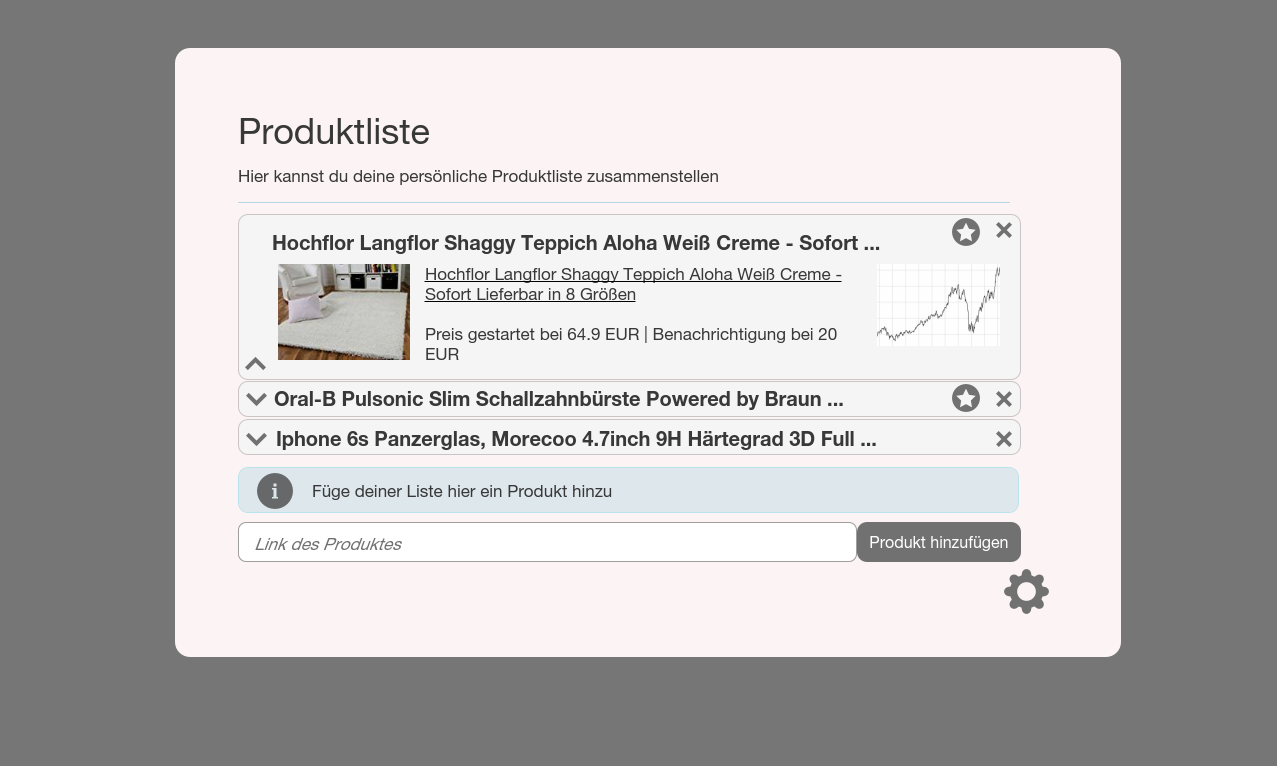 Produktliste
Hier kannst du deine persönliche Produktliste zusammenstellen
Hochflor Langflor Shaggy Teppich Aloha Weiß Creme - Sofort ...
Hochflor Langflor Shaggy Teppich Aloha Weiß Creme -
Sofort Lieferbar in 8 Größen
Preis gestartet bei 64.9 EUR | Benachrichtigung bei 20
EUR
Oral-B Pulsonic Slim Schallzahnbürste Powered by Braun ...
Iphone 6s Panzerglas, Morecoo 4.7inch 9H Härtegrad 3D Full ...
i
Füge deiner Liste hier ein Produkt hinzu
Link des Produktes
Produkt hinzufügen